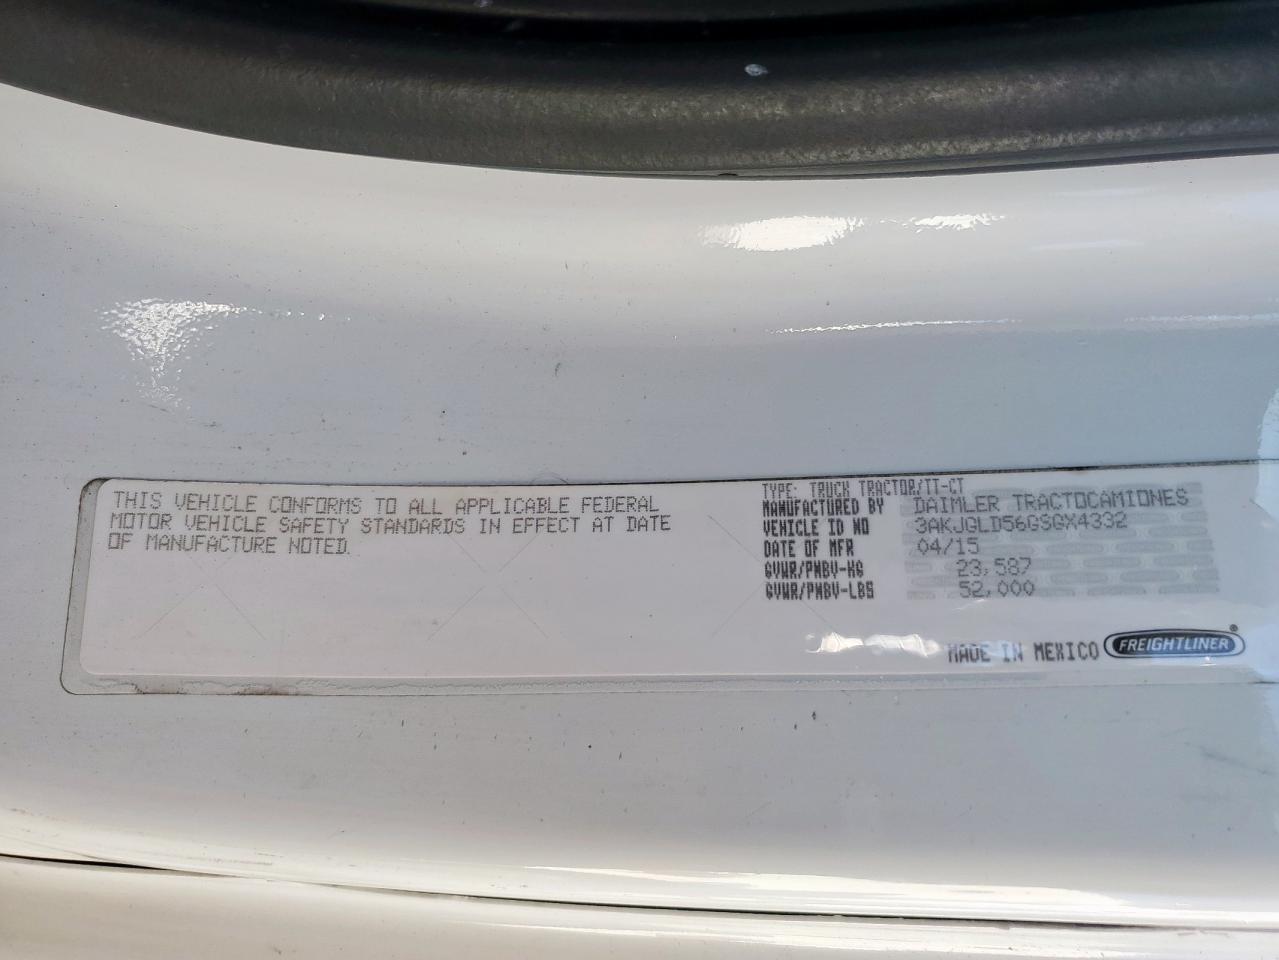 THIS VEHICLE CONFORMS TO ALL APPLICABLE FEDERAL
MOTOR VEHICLE SAFETY STANDARDS IN EFFECT AT DATE
OF MANUFACTURE NOTED.
TYPE: TRUCK TRACTOR/TT-CT
MANUFACTURED BY DAIMLER TRACTOCAMIONES
VEHICLE ID NO 3AKJGLD56GSGX4332
DATE OF MFR 04/15
GVWR/PNBV-KG 23,587
GVWR/PNBV-LBS 52,000
MADE IN MEXICO FREIGHTLINER®